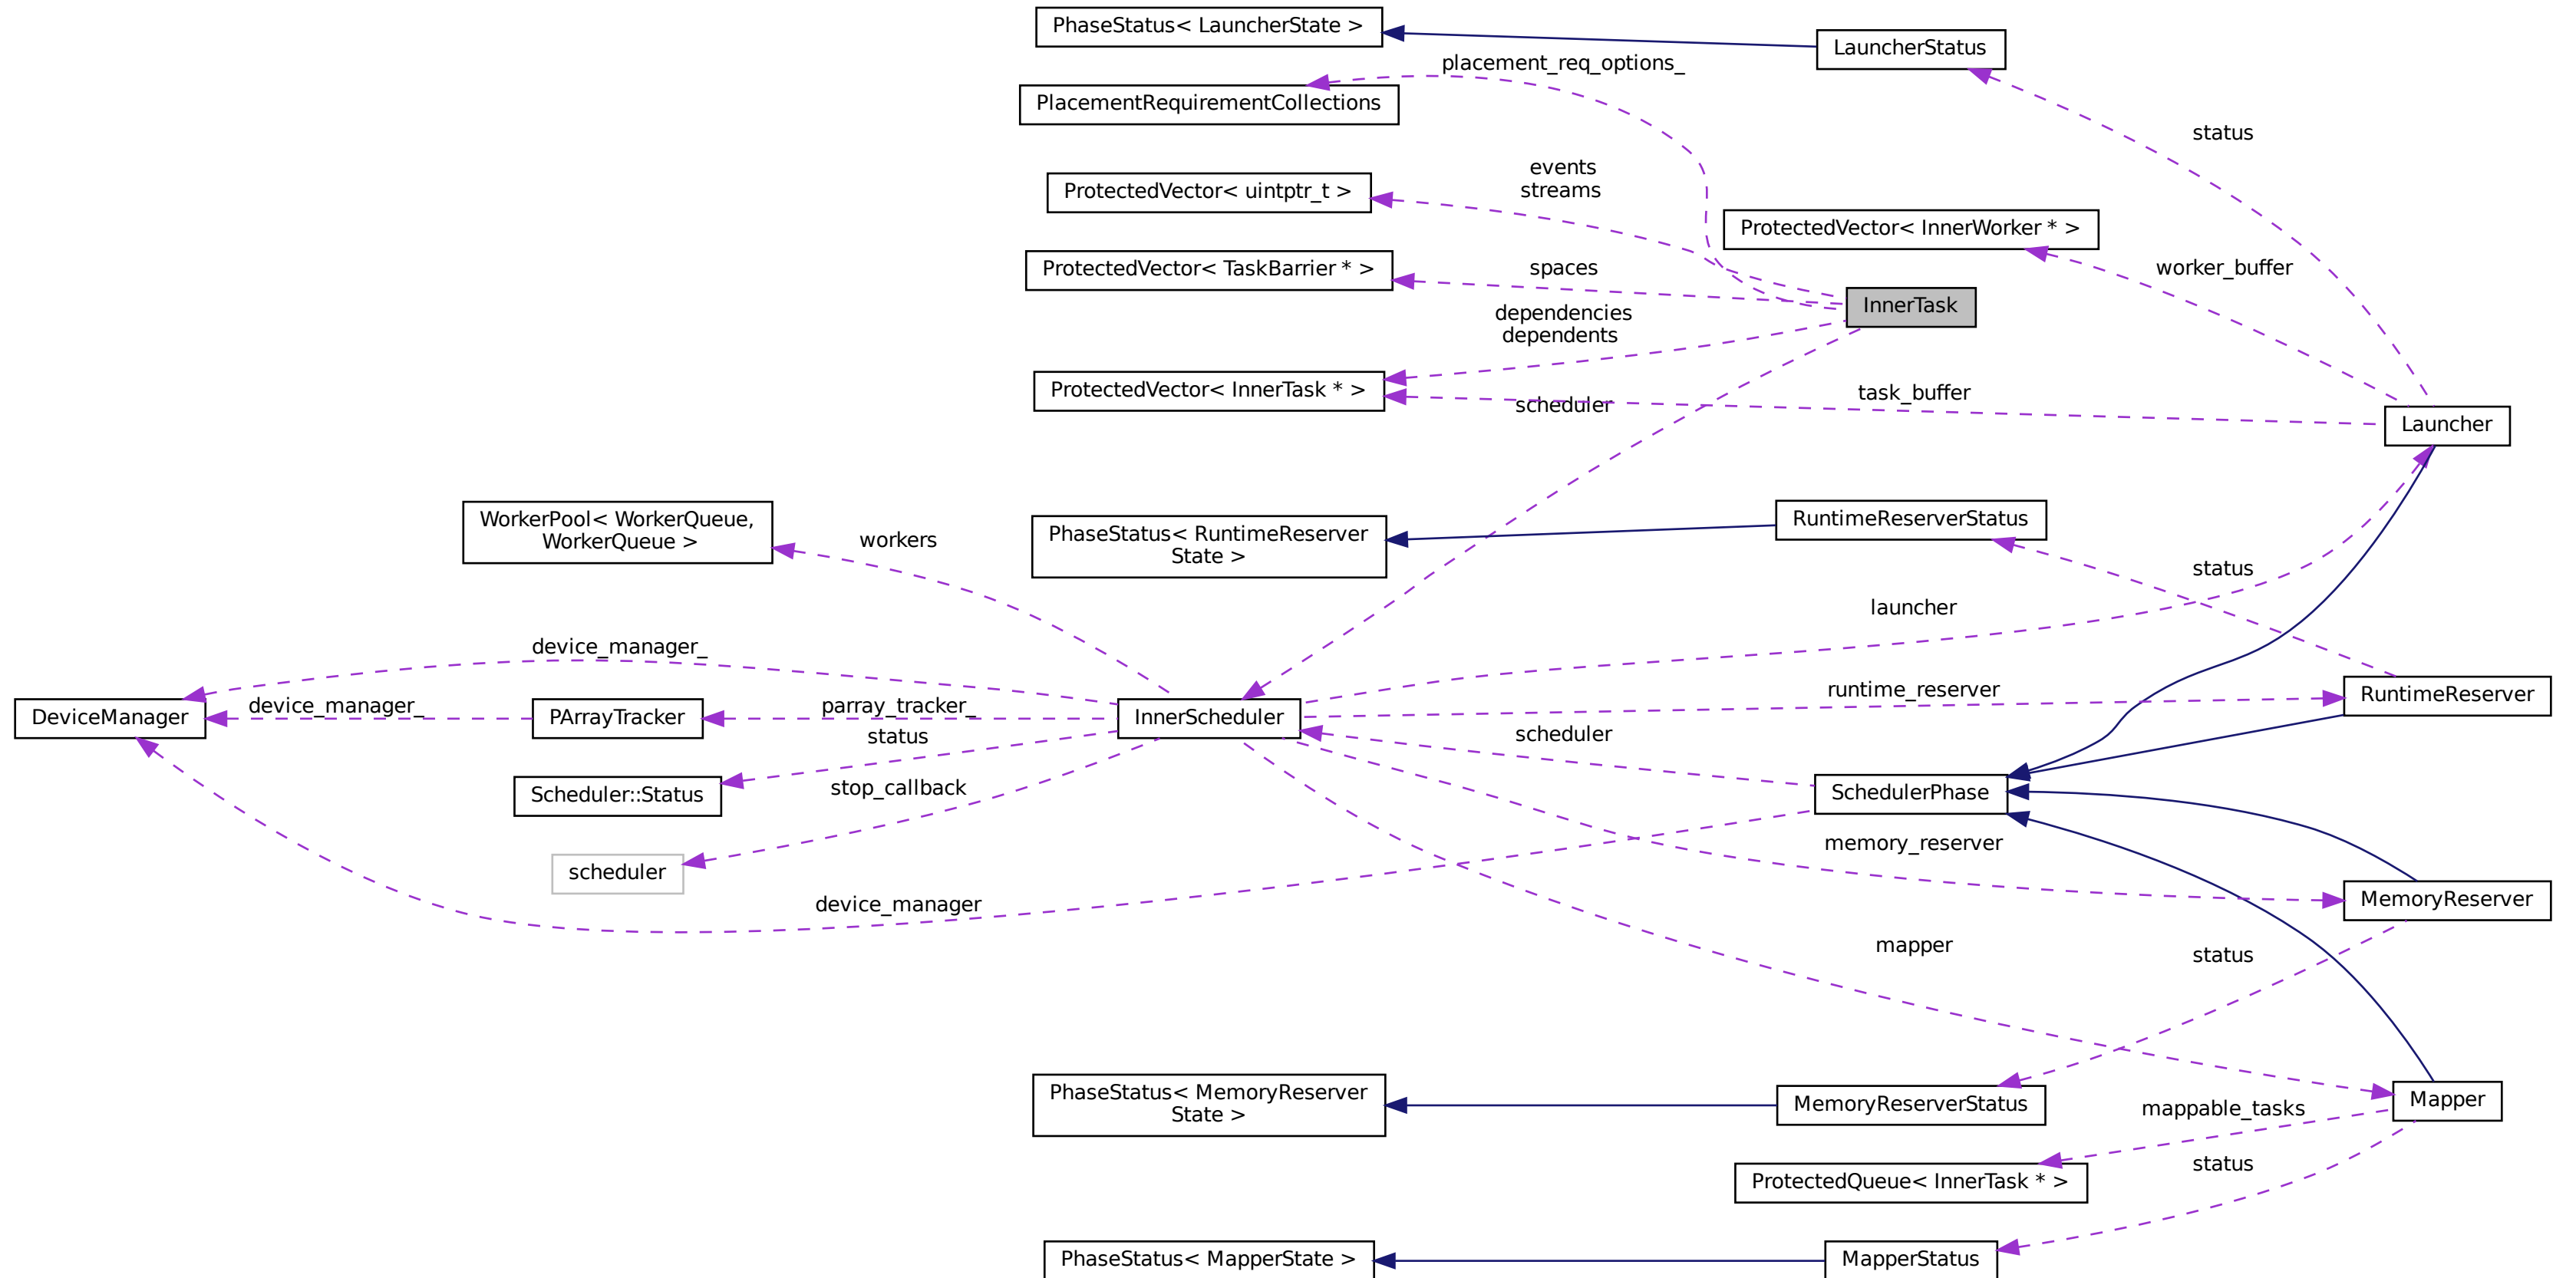 PhaseStatus< LauncherState >
LauncherStatus
placement_req_options_
PlacementRequirementCollections
status
events
streams
ProtectedVector< uintptr_t >
ProtectedVector< InnerWorker * >
ProtectedVector< TaskBarrier * >
spaces
worker_buffer
InnerTask
dependencies
dependents
ProtectedVector< InnerTask * >
scheduler
task_buffer
Launcher
WorkerPool< WorkerQueue,
WorkerQueue >
workers
PhaseStatus< RuntimeReserver
State >
RuntimeReserverStatus
status
launcher
device_manager_
DeviceManager
device_manager_
PArrayTracker
parray_tracker_
InnerScheduler
runtime_reserver
RuntimeReserver
status
scheduler
Scheduler::Status
stop_callback
SchedulerPhase
scheduler
memory_reserver
MemoryReserver
device_manager
mapper
status
PhaseStatus< MemoryReserver
State >
MemoryReserverStatus
Mapper
mappable_tasks
status
ProtectedQueue< InnerTask * >
PhaseStatus< MapperState >
MapperStatus